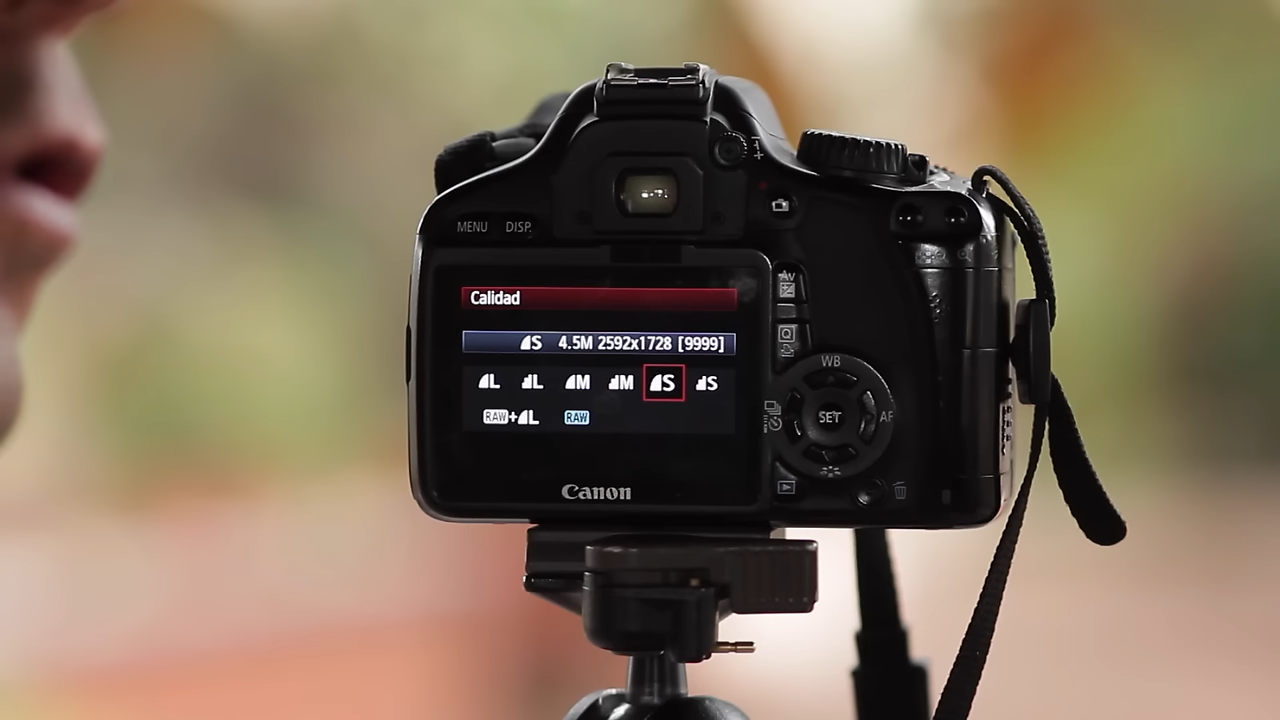 MENU DISP.
Av
Calidad
Q
S 4.5M 2592x1728 [9999]
WB
L L M M S S
SET AF
RAW+L RAW
Canon